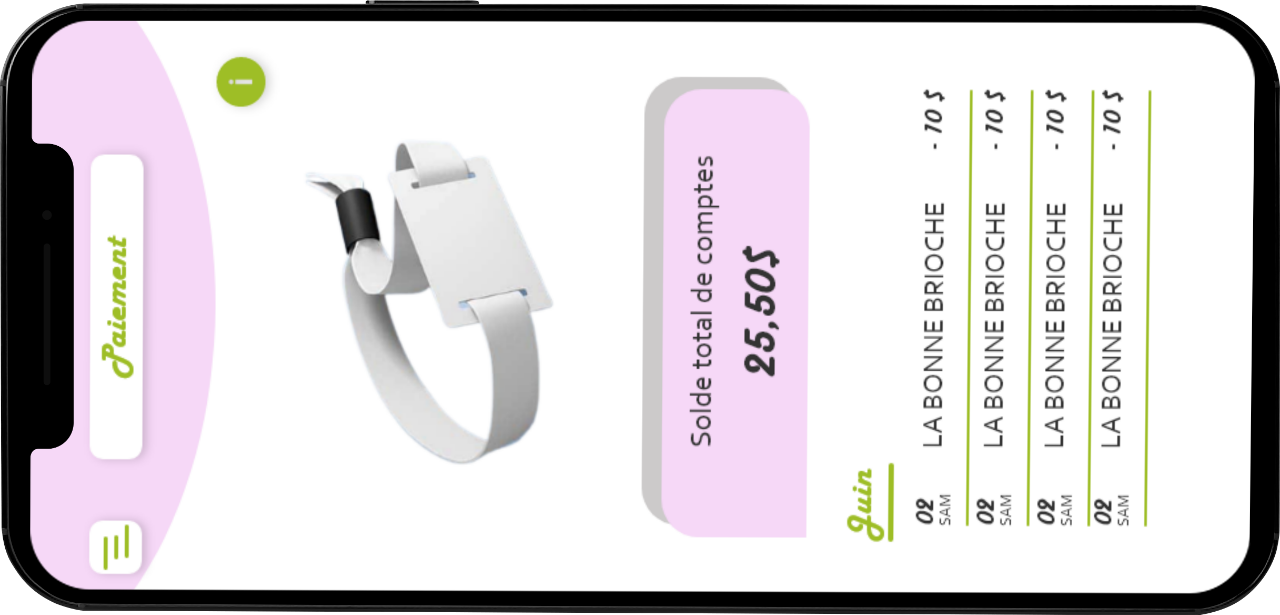 Paiement
i
Solde total de comptes
25,50$
Juin
02 SAM LA BONNE BRIOCHE - 10 $
02 SAM LA BONNE BRIOCHE - 10 $
02 SAM LA BONNE BRIOCHE - 10 $
02 SAM LA BONNE BRIOCHE - 10 $